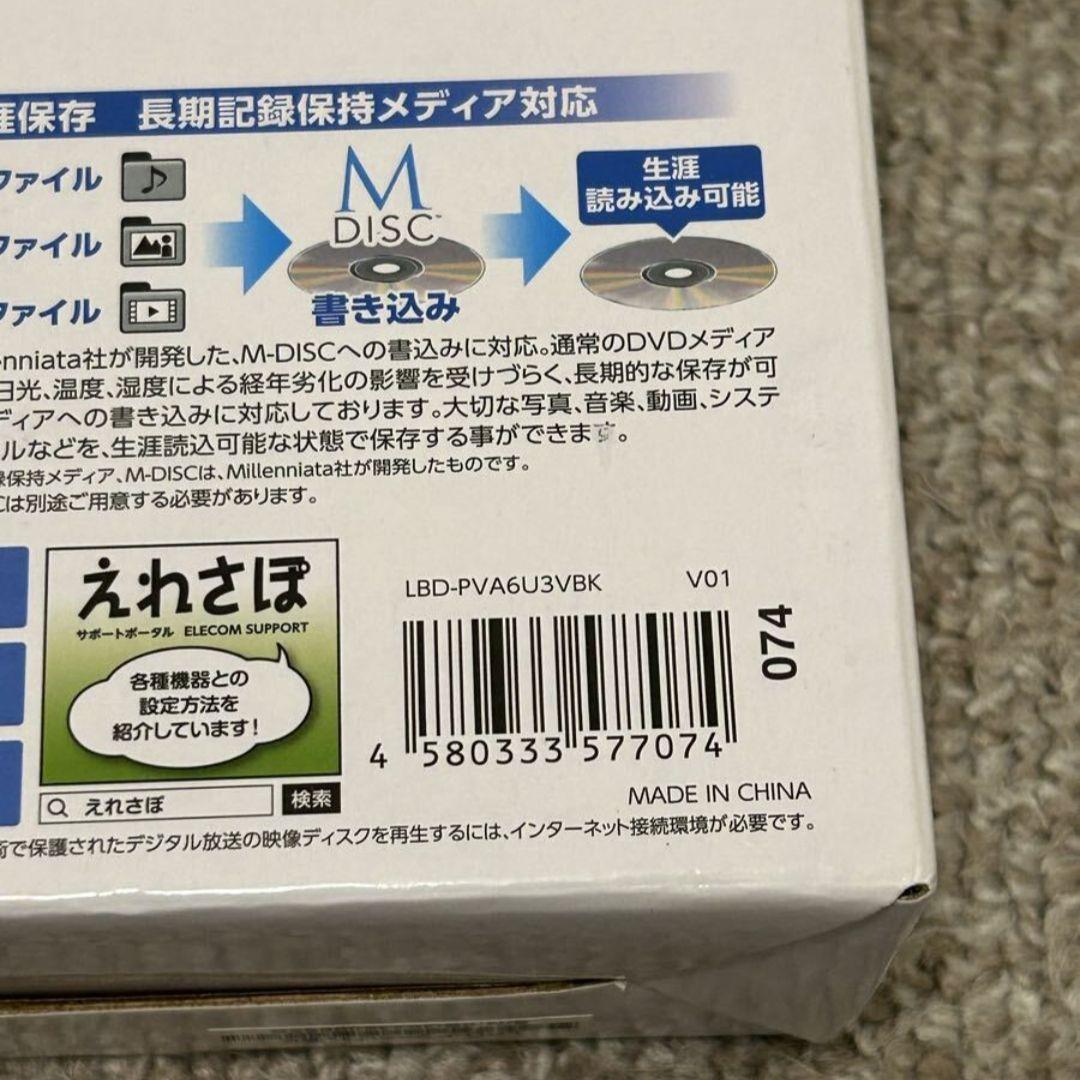 涯保存 長期記録保持メディア対応
ファイル
ファイル
ファイル
M
DISC™
書き込み
生涯
読み込み可能
nniata社が開発した、M-DISCへの書込みに対応。通常のDVDメディア
日光、温度、湿度による経年劣化の影響を受けづらく、長期的な保存が可
ディアへの書き込みに対応しております。大切な写真、音楽、動画、システ
ルなどを、生涯読込可能な状態で保存する事ができます。
録保持メディア、M-DISCは、Millenniata社が開発したものです。
Cは別途ご用意する必要があります。
えれさぽ
サポートポータル ELECOM SUPPORT
各種機器との
設定方法を
紹介しています!
えれさぽ 検索
LBD-PVA6U3VBK V01
074
4 580333 577074
MADE IN CHINA
術で保護されたデジタル放送の映像ディスクを再生するには、インターネット接続環境が必要です。